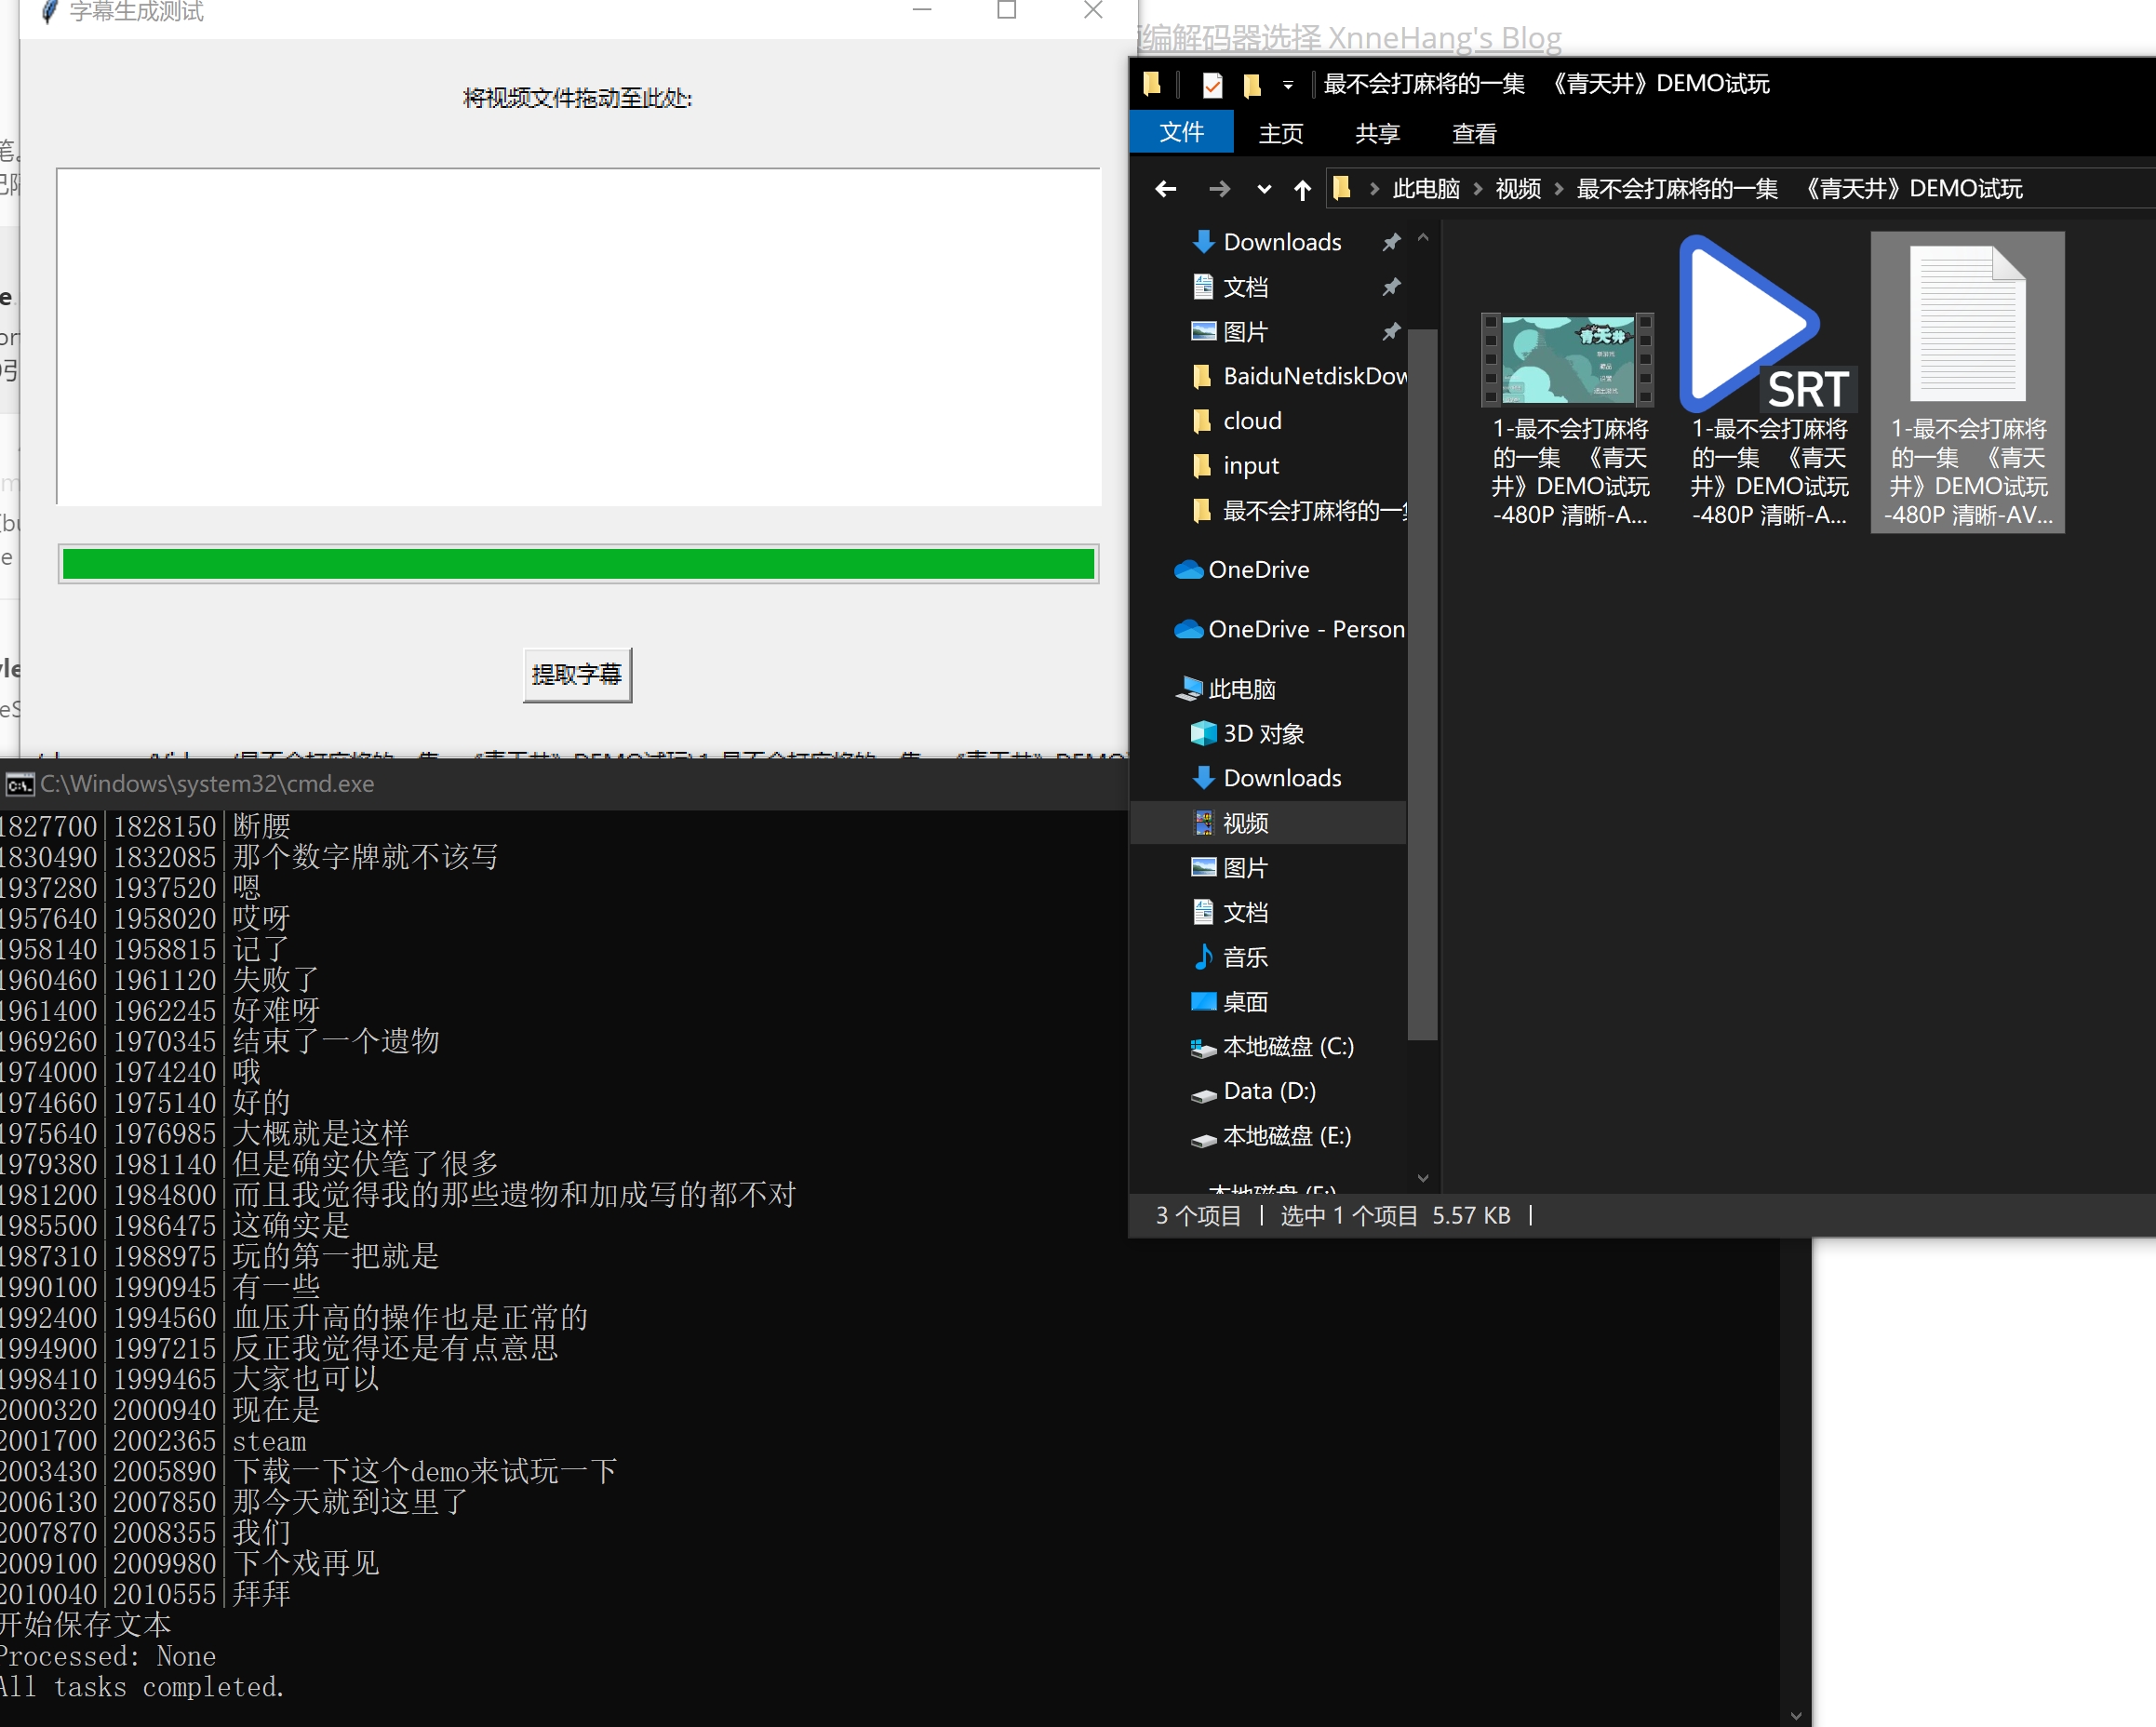 字幕生成测试
将视频文件拖动至此处:
提取字幕
编解码器选择 XnneHang's Blog
最不会打麻将的一集 《青天井》DEMO试玩
文件 主页 共享 查看
此电脑 视频 最不会打麻将的一集 《青天井》DEMO试玩
Downloads
文档
图片
BaiduNetdiskDow
cloud
input
最不会打麻将的一
OneDrive
OneDrive - Person
此电脑
3D 对象
Downloads
视频
图片
文档
音乐
桌面
本地磁盘 (C:)
Data (D:)
本地磁盘 (E:)
本地磁盘 (F:)
青天井
SRT
1-最不会打麻将
的一集 《青天
井》DEMO试玩
-480P 清晰-A...
1-最不会打麻将
的一集 《青天
井》DEMO试玩
-480P 清晰-A...
1-最不会打麻将
的一集 《青天
井》DEMO试玩
-480P 清晰-AV...
3 个项目 选中 1 个项目 5.57 KB
C:\Windows\system32\cmd.exe
1827700|1828150|断腰
1830490|1832085|那个数字牌就不该写
1937280|1937520|嗯
1957640|1958020|哎呀
1958140|1958815|记了
1960460|1961120|失败了
1961400|1962245|好难呀
1969260|1970345|结束了一个遗物
1974000|1974240|哦
1974660|1975140|好的
1975640|1976985|大概就是这样
1979380|1981140|但是确实伏笔了很多
1981200|1984800|而且我觉得我的那些遗物和加成写的都不对
1985500|1986475|这确实是
1987310|1988975|玩的第一把就是
1990100|1990945|有一些
1992400|1994560|血压升高的操作也是正常的
1994900|1997215|反正我觉得还是有点意思
1998410|1999465|大家也可以
2000320|2000940|现在是
2001700|2002365|steam
2003430|2005890|下载一下这个demo来试玩一下
2006130|2007850|那今天就到这里了
2007870|2008355|我们
2009100|2009980|下个戏再见
2010040|2010555|拜拜
开始保存文本
Processed: None
All tasks completed.